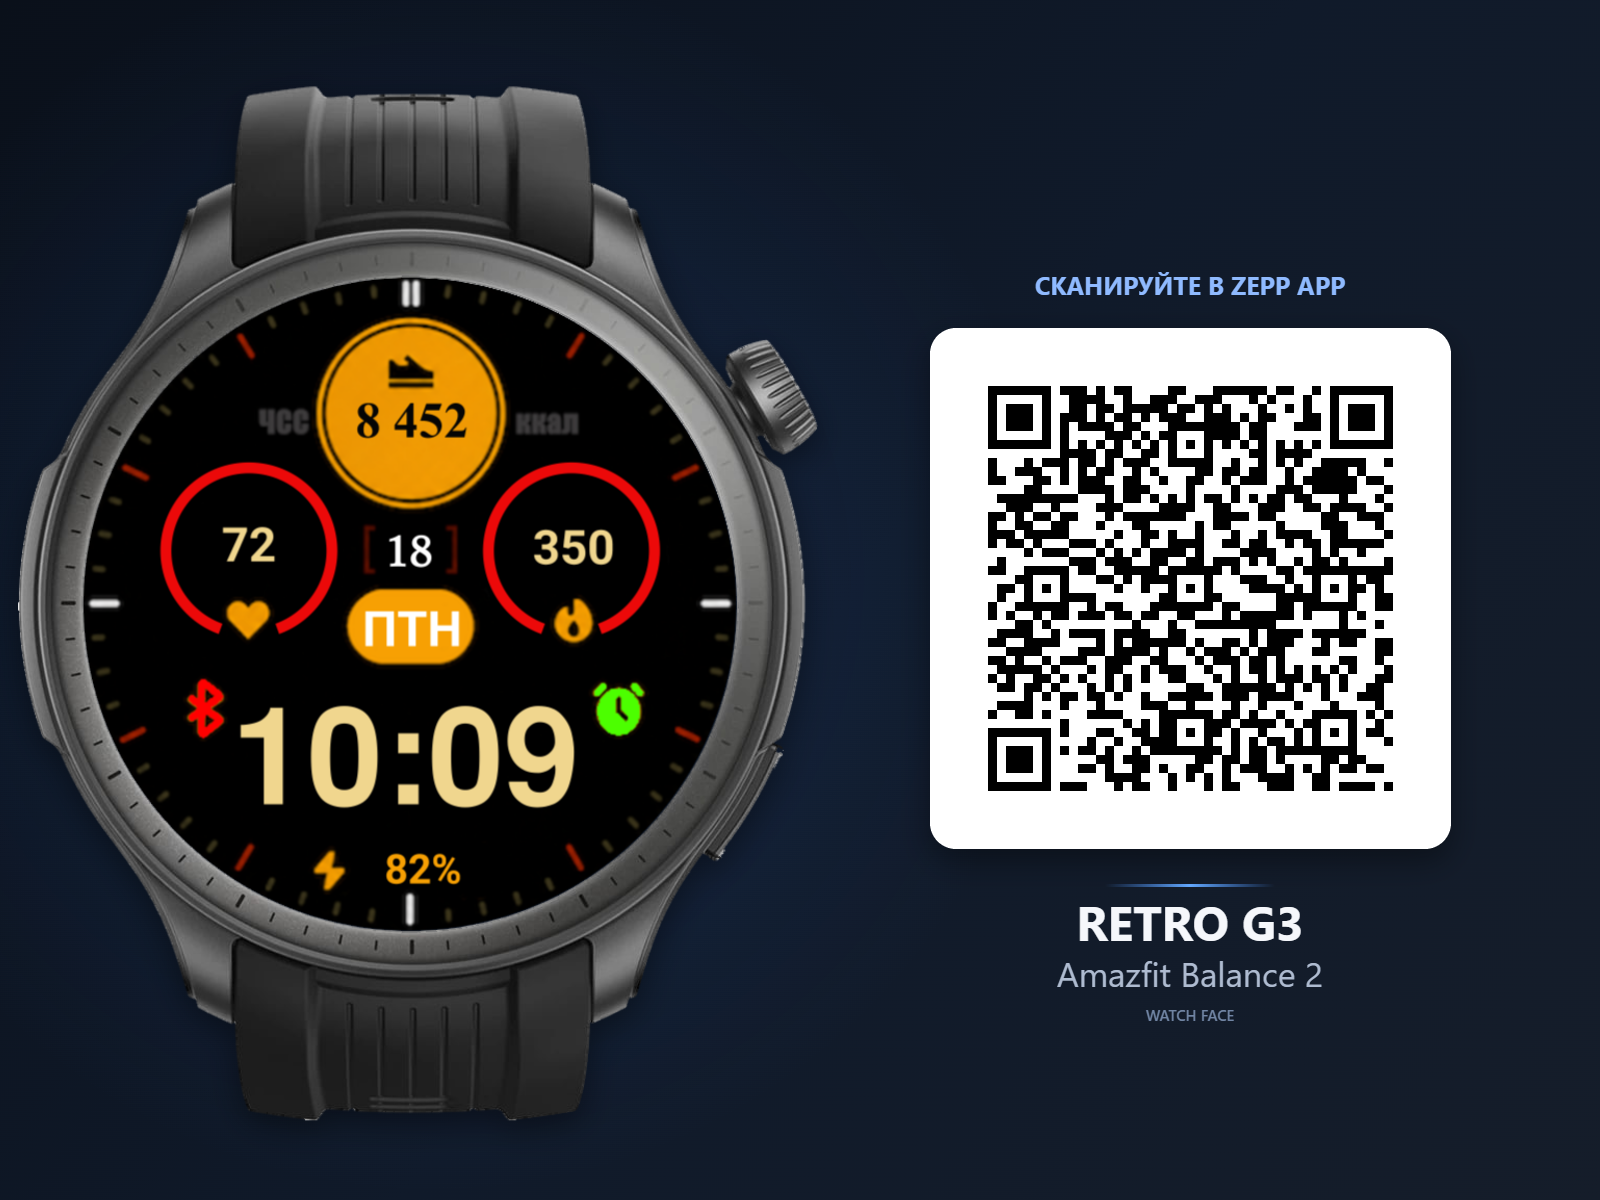 8 452
ЧСС
ккал
72
[ 18 ]
350
ПТН
10:09
82%
СКАНИРУЙТЕ В ZEPP APP
RETRO G3
Amazfit Balance 2
WATCH FACE